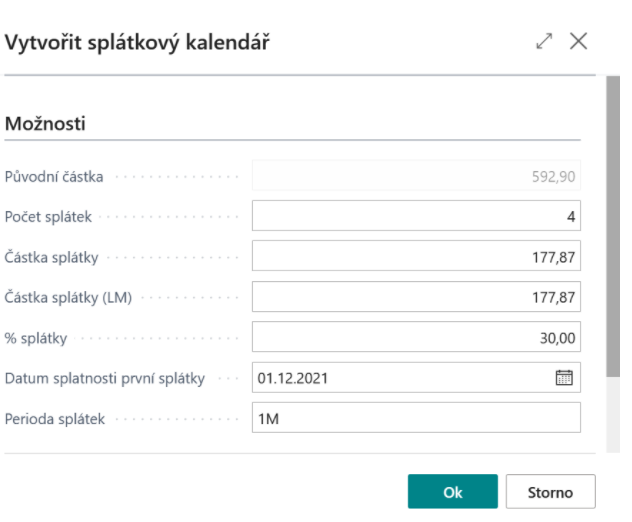 Vytvořit splátkový kalendář
Možnosti
Původní částka 592,90
Počet splátek 4
Částka splátky 177,87
Částka splátky (LM) 177,87
% splátky 30,00
Datum splatnosti první splátky 01.12.2021
Perioda splátek 1M
Ok Storno